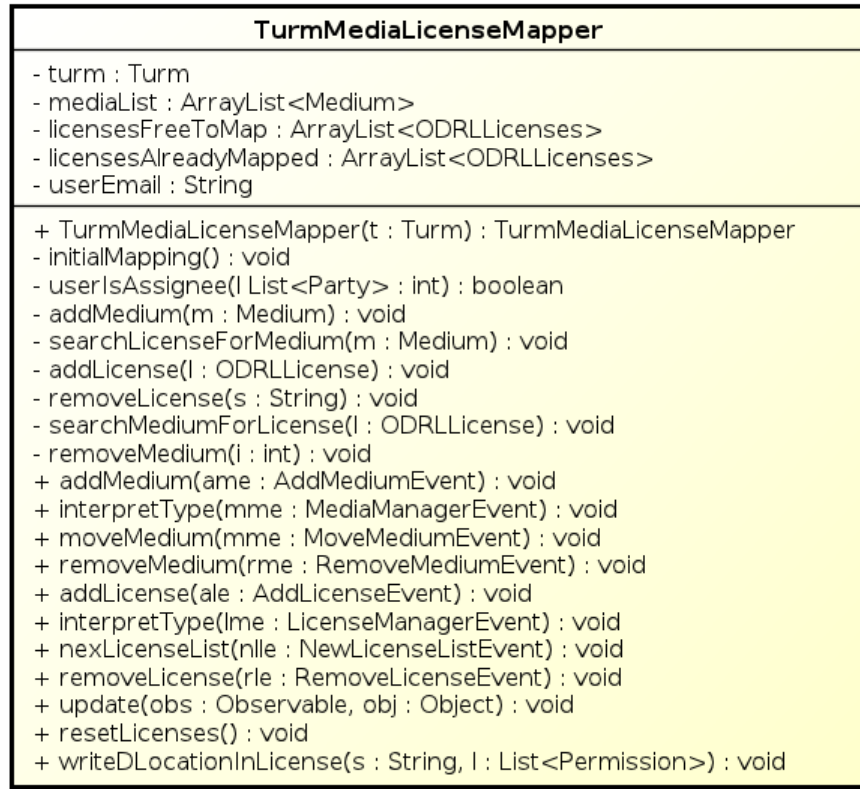 TurmMediaLicenseMapper
- turm : Turm
- mediaList : ArrayList<Medium>
- licensesFreeToMap : ArrayList<ODRLLicenses>
- licensesAlreadyMapped : ArrayList<ODRLLicenses>
- userEmail : String
+ TurmMediaLicenseMapper(t : Turm) : TurmMediaLicenseMapper
- initialMapping() : void
- userIsAssignee(l List<Party> : int) : boolean
- addMedium(m : Medium) : void
- searchLicenseForMedium(m : Medium) : void
- addLicense(l : ODRLLicense) : void
- removeLicense(s : String) : void
- searchMediumForLicense(l : ODRLLicense) : void
- removeMedium(i : int) : void
+ addMedium(ame : AddMediumEvent) : void
+ interpretType(mme : MediaManagerEvent) : void
+ moveMedium(mme : MoveMediumEvent) : void
+ removeMedium(rme : RemoveMediumEvent) : void
+ addLicense(ale : AddLicenseEvent) : void
+ interpretType(lme : LicenseManagerEvent) : void
+ nexLicenseList(nlle : NewLicenseListEvent) : void
+ removeLicense(rle : RemoveLicenseEvent) : void
+ update(obs : Observable, obj : Object) : void
+ resetLicenses() : void
+ writeDLocationInLicense(s : String, l : List<Permission>) : void